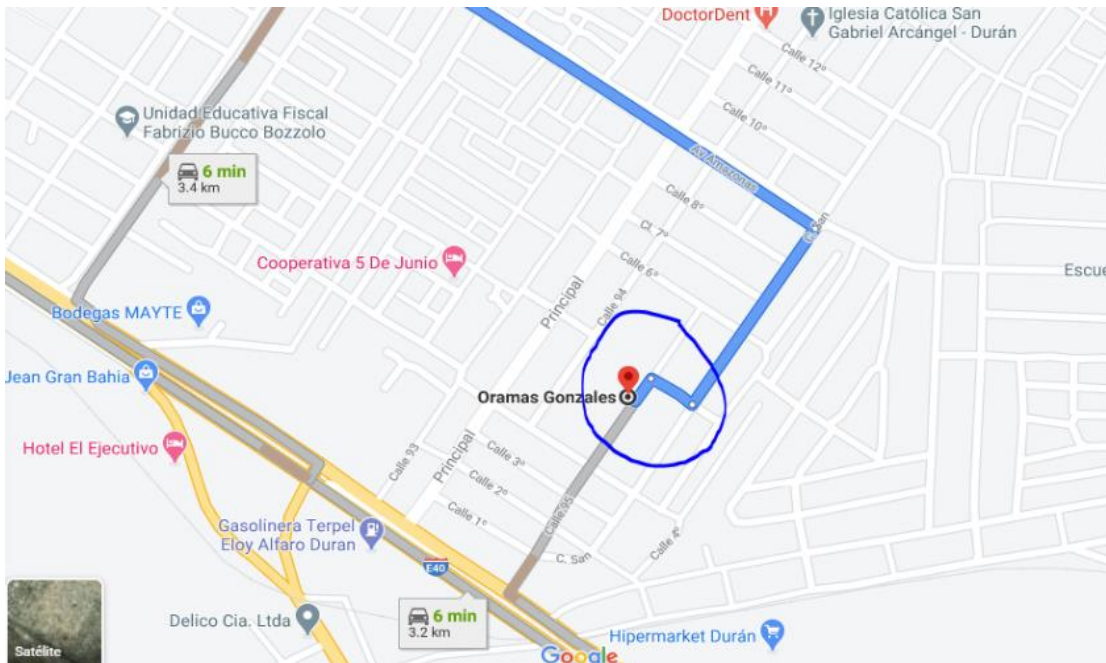 DoctorDent
Iglesia Católica San
Gabriel Arcángel - Durán
Calle 12°
Calle 11°
Calle 10°
Unidad Educativa Fiscal
Fabrizio Bucco Bozzolo
6 min
3.4 km
Av Amazonas
Calle 8°
C. San
Cl. 7°
Cooperativa 5 De Junio
Calle 6°
Escue
Calle 94
Principal
Bodegas MAYTE
Jean Gran Bahia
Oramas Gonzales
Hotel El Ejecutivo
Calle 93
Principal
Calle 3°
Calle 2°
Calle 1°
Calle 95
Calle 4°
C. San
Gasolinera Terpel
Eloy Alfaro Duran
E40
6 min
3.2 km
Delico Cia. Ltda
Hipermarket Durán
Satélite
Google